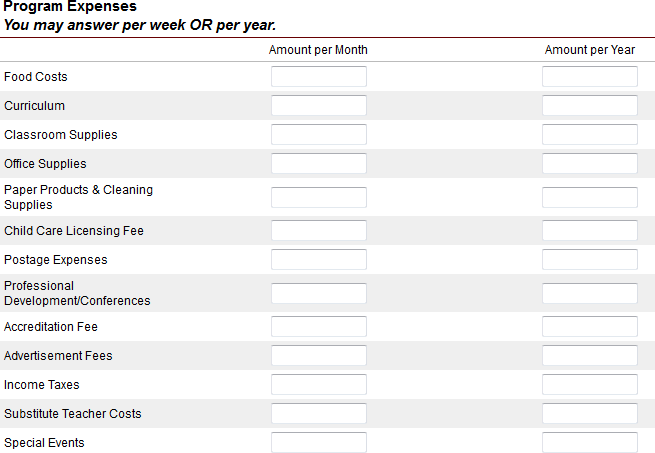 Program Expenses
You may answer per week OR per year.
Amount per Month Amount per Year
Food Costs
Curriculum
Classroom Supplies
Office Supplies
Paper Products & Cleaning
Supplies
Child Care Licensing Fee
Postage Expenses
Professional
Development/Conferences
Accreditation Fee
Advertisement Fees
Income Taxes
Substitute Teacher Costs
Special Events